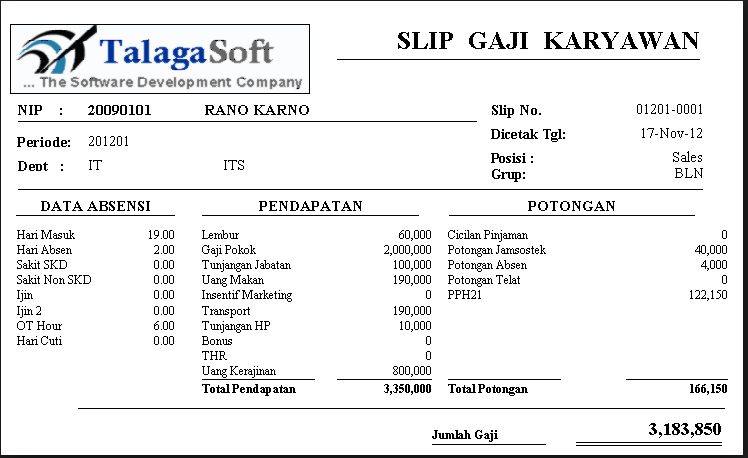 TalagaSoft
... The Software Development Company
SLIP GAJI KARYAWAN
NIP : 20090101 RANO KARNO
Slip No. 01201-0001
Periode: 201201
Dicetak Tgl: 17-Nov-12
Dept : IT ITS
Posisi : Sales
Grup: BLN
DATA ABSENSI PENDAPATAN POTONGAN
Hari Masuk 19.00 Lembur 60,000 Cicilan Pinjaman 0
Hari Absen 2.00 Gaji Pokok 2,000,000 Potongan Jamsostek 40,000
Sakit SKD 0.00 Tunjangan Jabatan 100,000 Potongan Absen 4,000
Sakit Non SKD 0.00 Uang Makan 190,000 Potongan Telat 0
Ijin 0.00 Insentif Marketing 0 PPH21 122,150
Ijin 2 0.00 Transport 190,000
OT Hour 6.00 Tunjangan HP 10,000
Hari Cuti 0.00 Bonus 0
THR 0
Uang Kerajinan 800,000
Total Pendapatan 3,350,000 Total Potongan 166,150
Jumlah Gaji 3,183,850